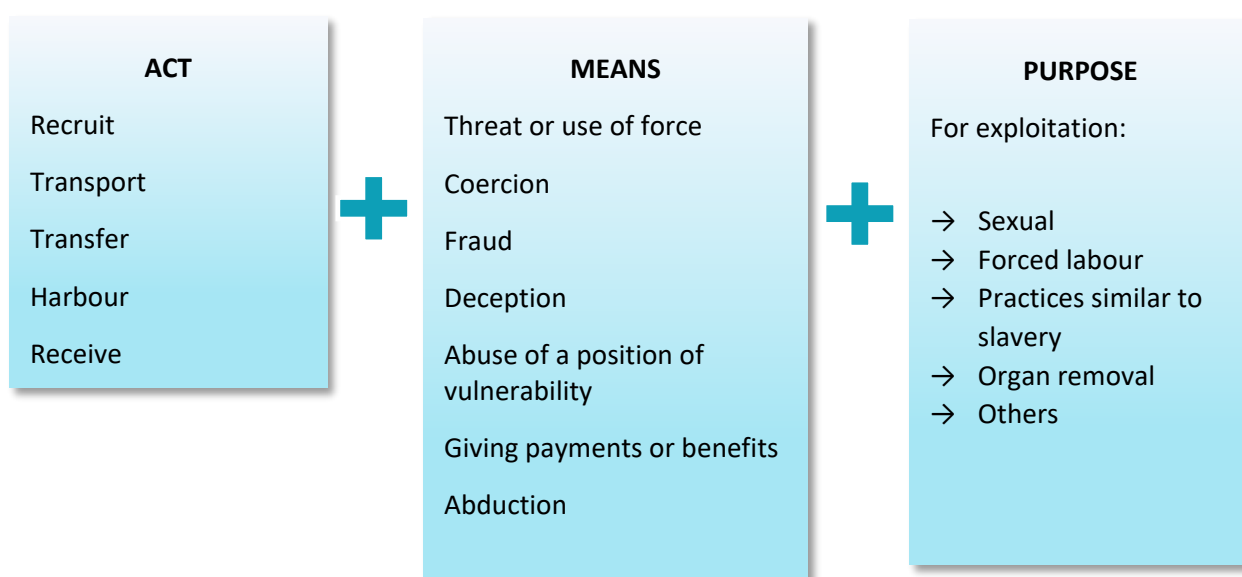 ACT
Recruit
Transport
Transfer
Harbour
Receive
MEANS
Threat or use of force
Coercion
Fraud
Deception
Abuse of a position of
vulnerability
Giving payments or benefits
Abduction
PURPOSE
For exploitation:
→ Sexual
→ Forced labour
→ Practices similar to
slavery
→ Organ removal
→ Others